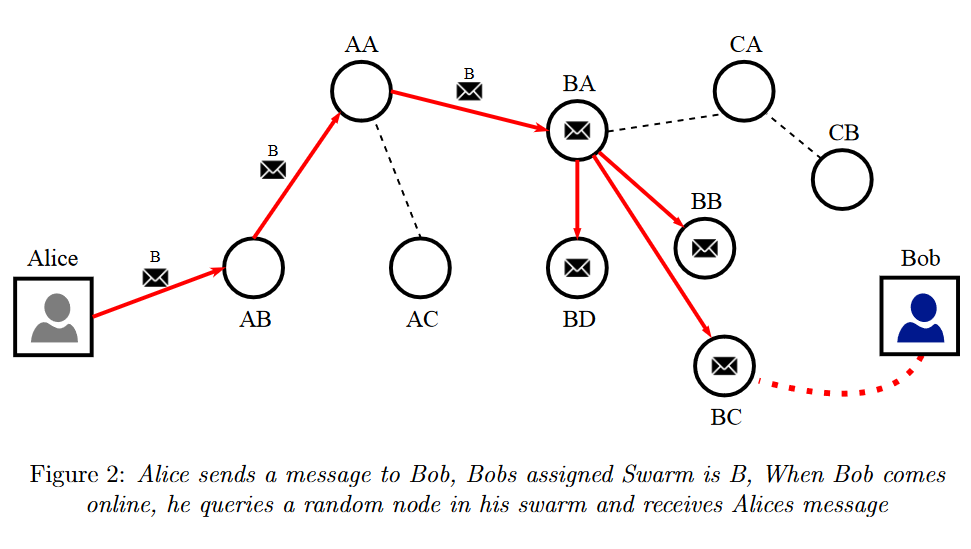 AA
CA
B
BA
CB
B
BB
Alice
B
Bob
AB
AC
BD
BC
Figure 2: Alice sends a message to Bob, Bobs assigned Swarm is B, When Bob comes
online, he queries a random node in his swarm and receives Alices message